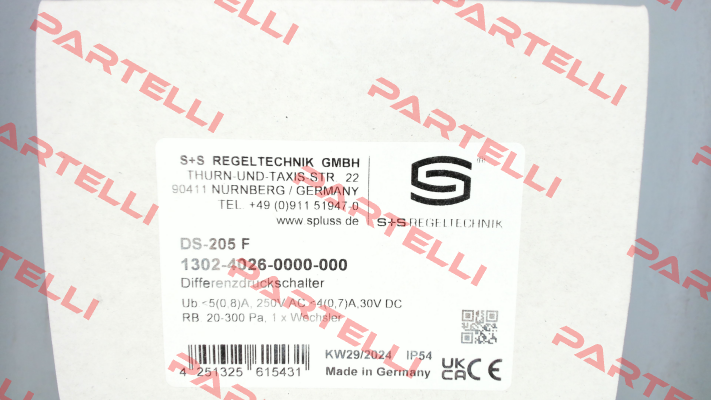 PARTELLI
PARTELLI
PARTELLI
PARTELLI
S+S REGELTECHNIK GMBH
THURN-UND-TAXIS-STR. 22
90411 NÜRNBERG / GERMANY
TEL. +49 (0)911 51947-0
www.spluss.de
S
S+S REGELTECHNIK
DS-205 F
1302-4026-0000-000
Differenzdruckschalter
Ub <5(0.8)A, 250V AC <4(0,7)A,30V DC
RB. 20-300 Pa, 1 x Wechsler
KW29/2024 IP54
Made in Germany
UK CA CE
4 251325 615431
PARTELLI
PARTELLI
PARTELLI